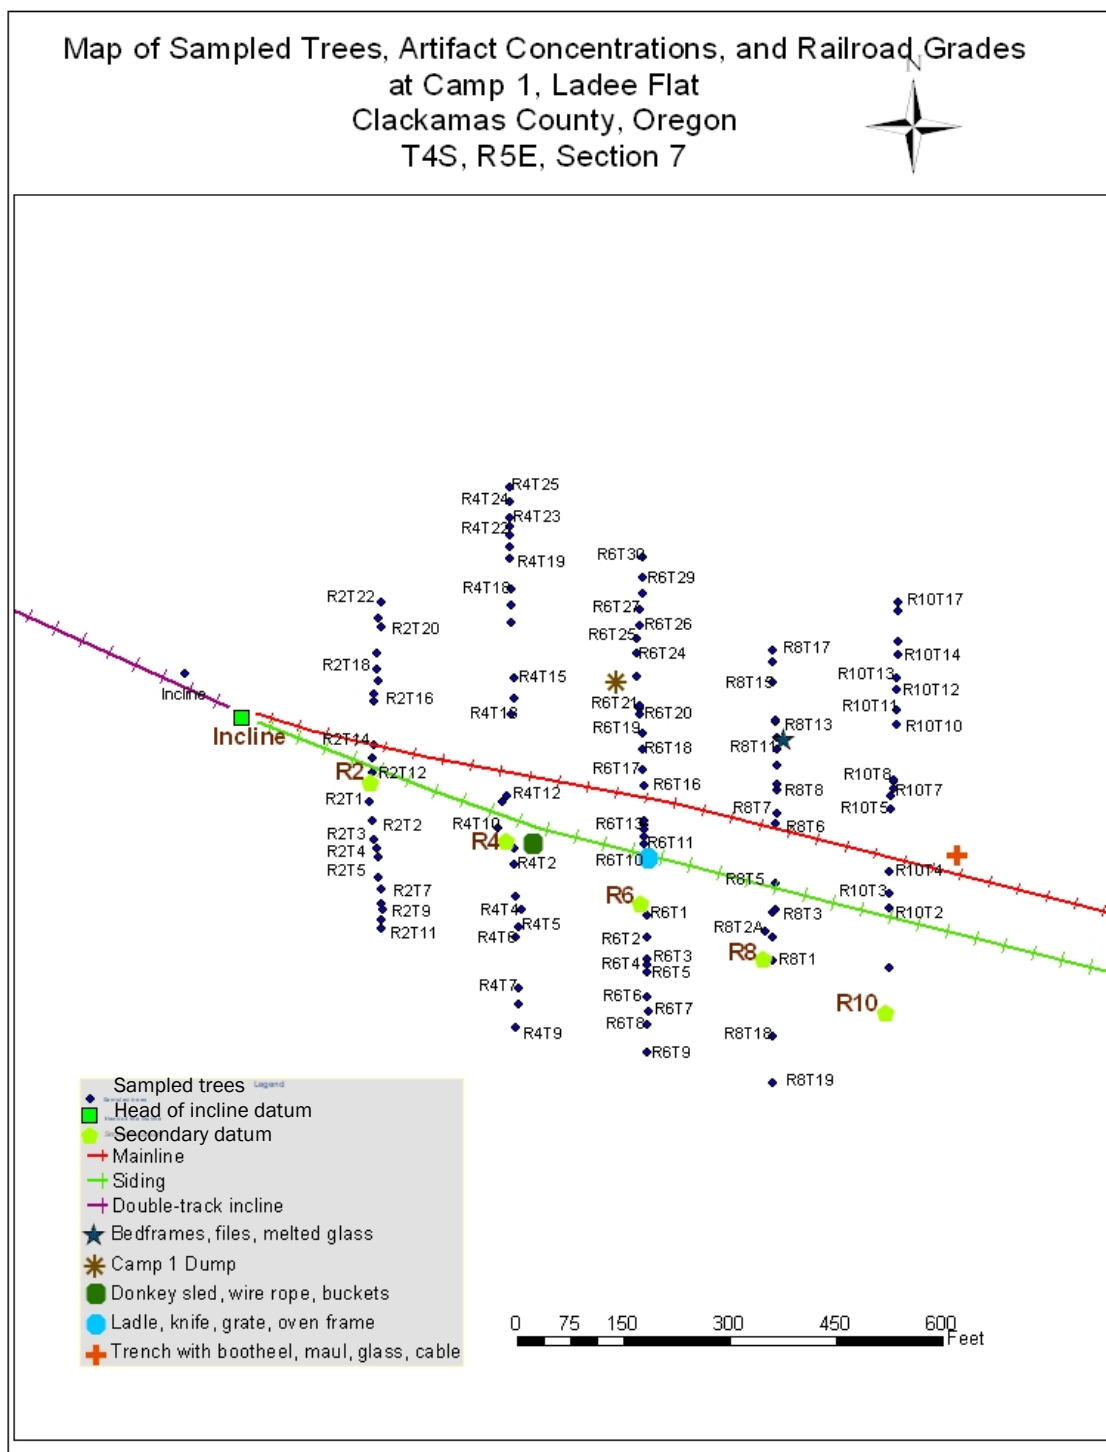 Map of Sampled Trees, Artifact Concentrations, and Railroad Grades
at Camp 1, Ladee Flat
Clackamas County, Oregon
T4S, R5E, Section 7
N
R4T25
R4T24
R4T23
R4T22
R4T19
R4T18
R4T15
R4T13
R6T30
R6T29
R6T27
R6T26
R6T25
R6T24
R6T21
R6T20
R6T19
R6T18
R6T17
R6T16
R2T22
R2T20
R2T18
R2T16
R2T14
R2T12
R8T17
R8T15
R8T13
R8T11
R8T8
R8T7
R8T6
R10T17
R10T14
R10T13
R10T12
R10T11
R10T10
R10T8
R10T7
R10T5
Incline
Incline
R2
R2T1
R2T2
R2T3
R2T4
R2T5
R2T7
R2T9
R2T11
R4T12
R4T10
R4
R4T2
R4T4
R4T5
R4T6
R4T7
R4T9
R6T13
R6T11
R6T10
R6
R6T1
R6T2
R6T3
R6T4
R6T5
R6T6
R6T7
R6T8
R6T9
R8T5
R8T3
R8T2A
R8
R8T1
R8T18
R8T19
R10T4
R10T3
R10T2
R10
Legend
Sampled trees
Head of incline datum
Secondary datum
Mainline
Siding
Double-track incline
Bedframes, files, melted glass
Camp 1 Dump
Donkey sled, wire rope, buckets
Ladle, knife, grate, oven frame
Trench with bootheel, maul, glass, cable
0 75 150 300 450 600
Feet